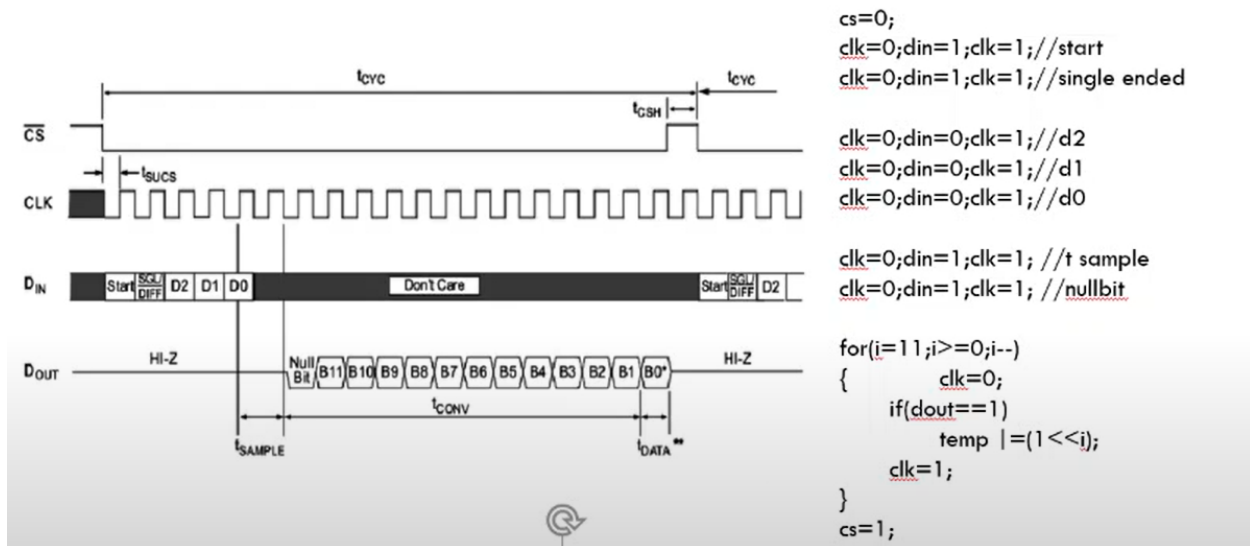 tCYC
tCYC
tCSH
CS
tSUCS
CLK
DIN
Start
SGL/
DIFF
D2
D1
D0
Don't Care
Start
SGL/
DIFF
D2
DOUT
HI-Z
Null
Bit
B11
B10
B9
B8
B7
B6
B5
B4
B3
B2
B1
B0*
HI-Z
tCONV
tSAMPLE
tDATA**
cs=0;
clk=0;din=1;clk=1;//start
clk=0;din=1;clk=1;//single ended
clk=0;din=0;clk=1;//d2
clk=0;din=0;clk=1;//d1
clk=0;din=0;clk=1;//d0
clk=0;din=1;clk=1; //t sample
clk=0;din=1;clk=1; //nullbit
for(i=11;i>=0;i--)
{ clk=0;
if(dout==1)
temp |=(1<<i);
clk=1;
}
cs=1;